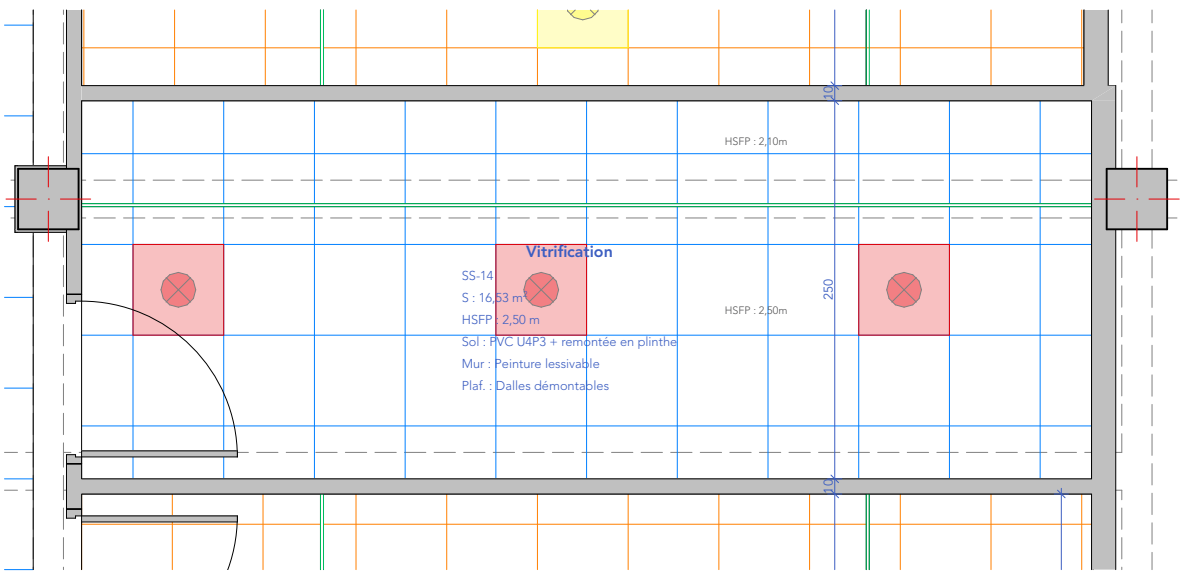 10
HSFP : 2,10m
Vitrification
SS-14
S : 16,53 m²
HSFP : 2,50 m
250
HSFP : 2,50m
Sol : PVC U4P3 + remontée en plinthe
Mur : Peinture lessivable
Plaf. : Dalles démontables
10